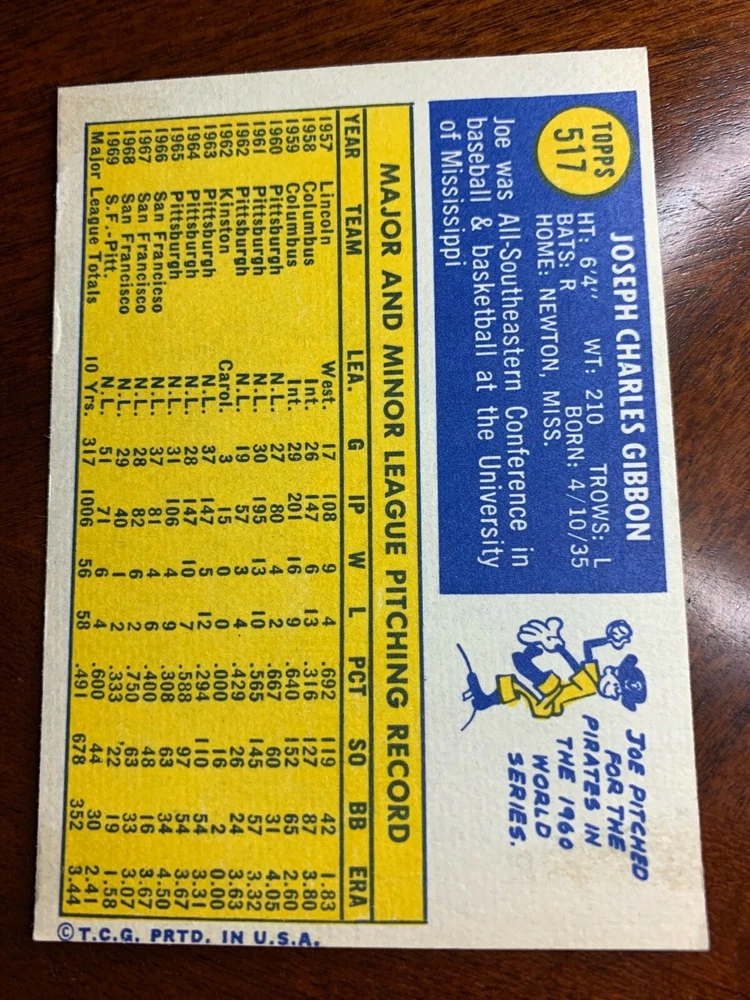 TOPPS
517
JOSEPH CHARLES GIBBON
HT: 6'4" WT: 210 TROWS: L
BATS: R BORN: 4/10/35
HOME: NEWTON, MISS.
Joe was All-Southeastern Conference in
baseball & basketball at the University
of Mississippi
JOE PITCHED
FOR THE
PIRATES IN
THE 1960
WORLD
SERIES.
MAJOR AND MINOR LEAGUE PITCHING RECORD
YEAR TEAM LEA. G IP W L PCT SO BB ERA
1957 Lincoln West. 17 108 9 4 .692 119 42 1.83
1958 Columbus Int. 26 147 6 13 .316 127 87 3.80
1959 Columbus Int. 29 201 16 9 .640 152 65 2.60
1960 Pittsburgh N.L. 27 80 4 2 .667 60 31 4.05
1961 Pittsburgh N.L. 30 195 13 10 .565 145 57 3.32
1962 Pittsburgh N.L. 19 57 3 4 .429 26 24 3.63
1962 Kinston Carol. 3 15 0 0 .000 16 2 0.00
1963 Pittsburgh N.L. 37 147 5 12 .294 110 54 3.31
1964 Pittsburgh N.L. 28 147 10 7 .588 97 54 3.67
1965 Pittsburgh N.L. 31 106 4 9 .308 63 34 4.50
1966 San Francicso N.L. 37 81 4 6 .400 48 16 3.67
1967 San Francisco N.L. 28 82 6 2 .750 63 33 3.07
1968 San Francisco N.L. 29 40 1 2 .333 22 19 1.58
1969 S.F.-Pitt. N.L. 51 71 6 4 .600 44 30 2.41
Major League Totals 10 Yrs. 317 1006 56 58 .491 678 352 3.44
©T.C.G. PRTD. IN U.S.A.